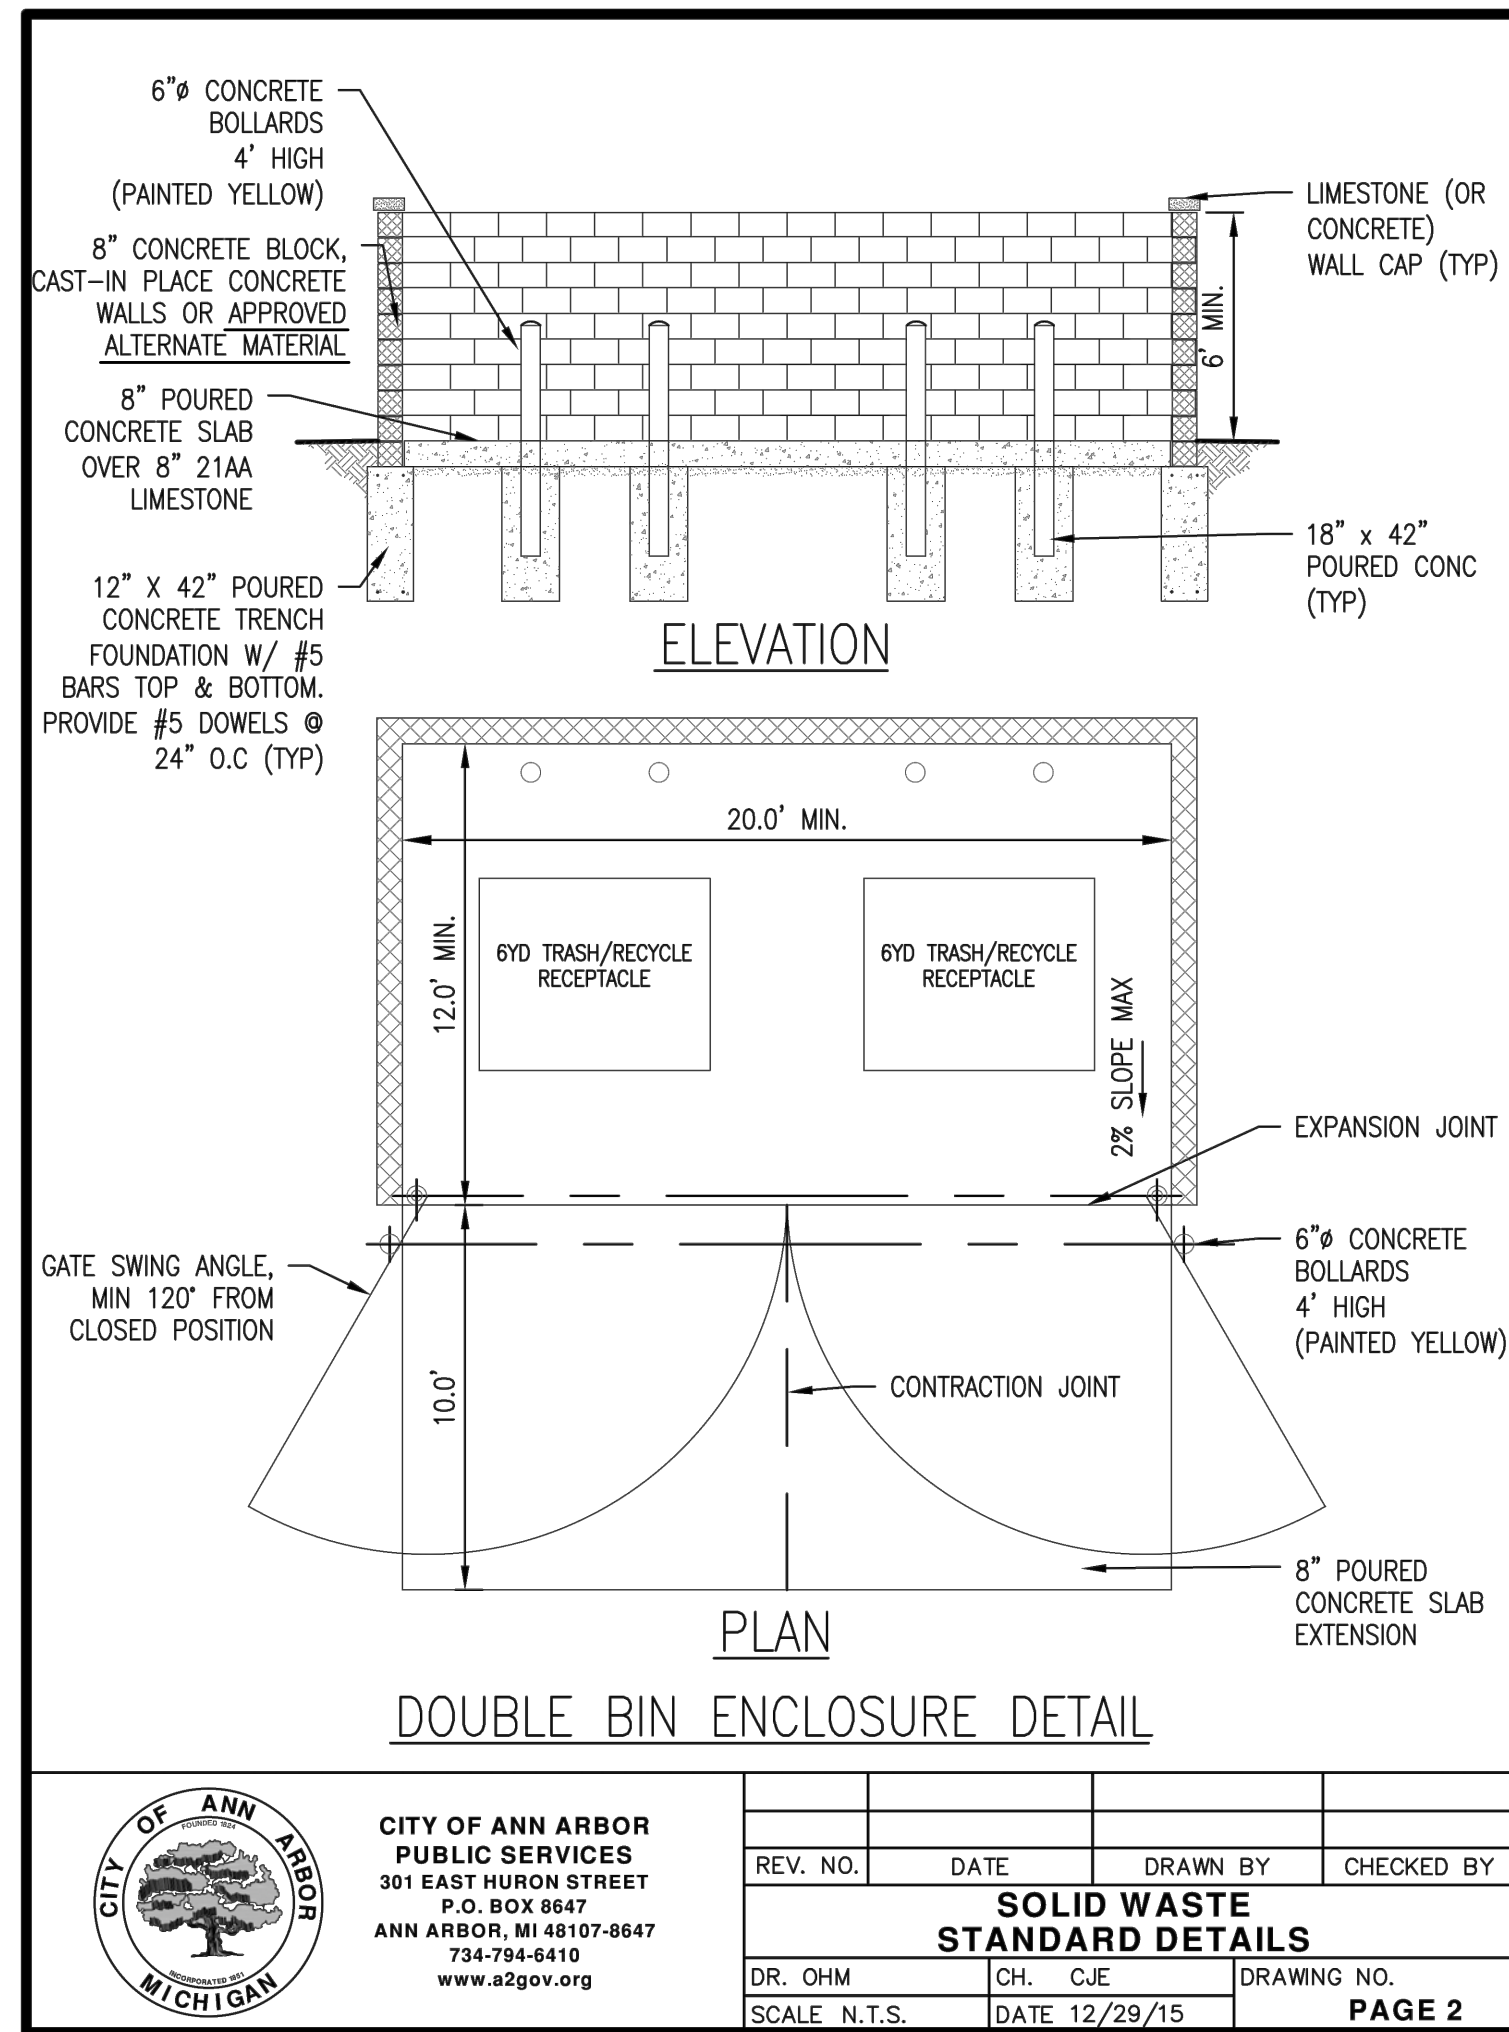 6"ø CONCRETE
BOLLARDS
4' HIGH
(PAINTED YELLOW)
8" CONCRETE BLOCK,
CAST-IN PLACE CONCRETE
WALLS OR APPROVED
ALTERNATE MATERIAL
8" POURED
CONCRETE SLAB
OVER 8" 21AA
LIMESTONE
12" X 42" POURED
CONCRETE TRENCH
FOUNDATION W/ #5
BARS TOP & BOTTOM.
PROVIDE #5 DOWELS @
24" O.C (TYP)
LIMESTONE (OR
CONCRETE)
WALL CAP (TYP)
6' MIN.
18" x 42"
POURED CONC
(TYP)
ELEVATION
20.0' MIN.
12.0' MIN.
6YD TRASH/RECYCLE
RECEPTACLE
6YD TRASH/RECYCLE
RECEPTACLE
2% SLOPE MAX
EXPANSION JOINT
GATE SWING ANGLE,
MIN 120° FROM
CLOSED POSITION
6"ø CONCRETE
BOLLARDS
4' HIGH
(PAINTED YELLOW)
10.0'
CONTRACTION JOINT
8" POURED
CONCRETE SLAB
EXTENSION
PLAN
DOUBLE BIN ENCLOSURE DETAIL
CITY OF ANN ARBOR
FOUNDED 1824
INCORPORATED 1851
MICHIGAN
CITY OF ANN ARBOR
PUBLIC SERVICES
301 EAST HURON STREET
P.O. BOX 8647
ANN ARBOR, MI 48107-8647
734-794-6410
www.a2gov.org
REV. NO. DATE DRAWN BY CHECKED BY
SOLID WASTE
STANDARD DETAILS
DR. OHM CH. CJE DRAWING NO.
SCALE N.T.S. DATE 12/29/15 PAGE 2